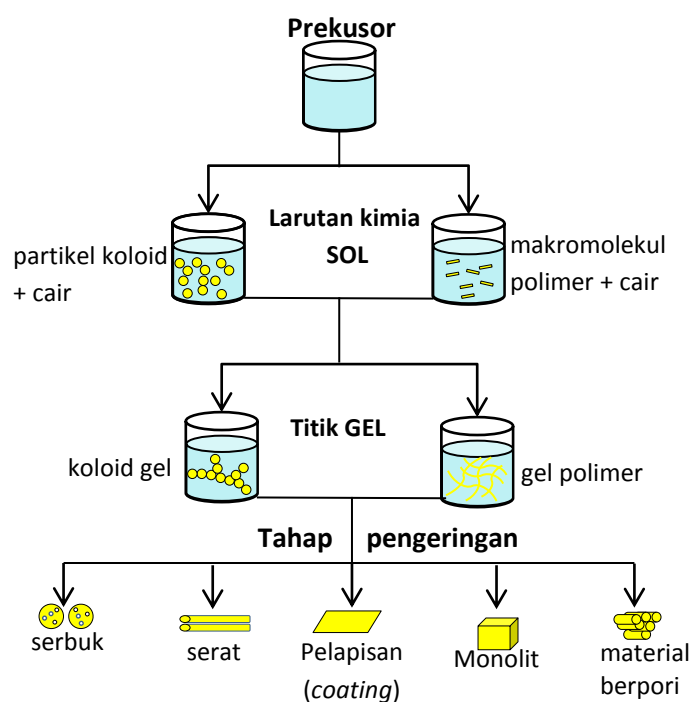 Prekusor
Larutan kimia
SOL
partikel koloid
+ cair
makromolekul
polimer + cair
Titik GEL
koloid gel
gel polimer
Tahap pengeringan
serbuk
serat
Pelapisan
(coating)
Monolit
material
berpori